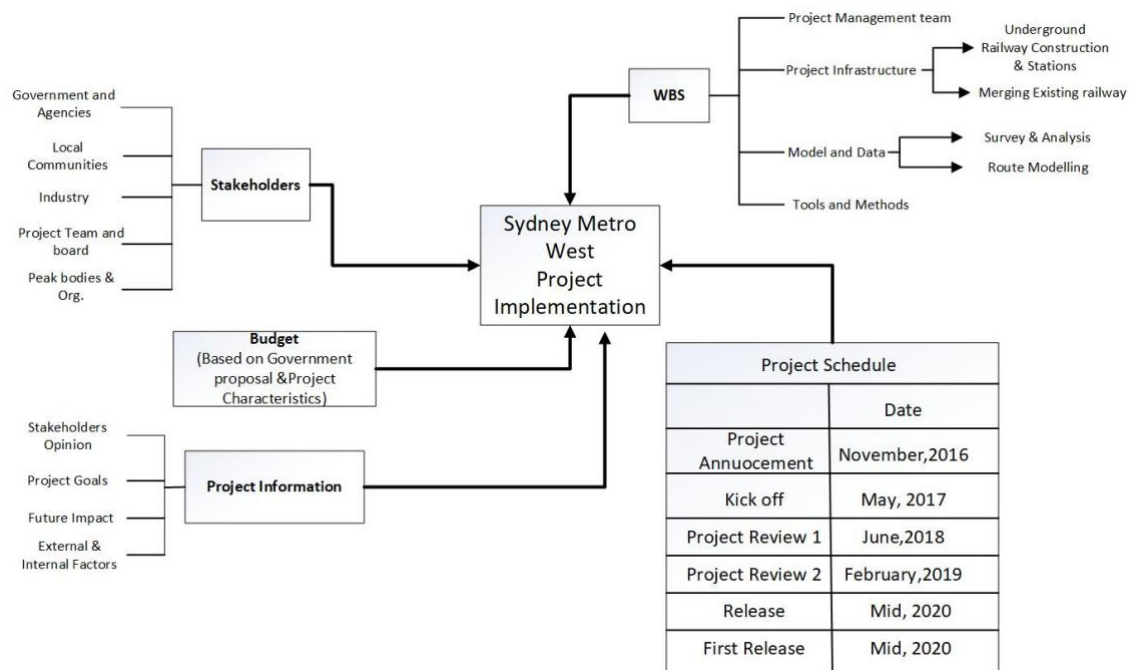 Project Management team
Underground
Railway Construction
& Stations
Project Infrastructure
Merging Existing railway
WBS
Model and Data
Survey & Analysis
Route Modelling
Tools and Methods
Government and
Agencies
Local
Communities
Industry
Project Team and
board
Peak bodies &
Org.
Stakeholders
Sydney Metro
West
Project
Implementation
Budget
(Based on Government
proposal &Project
Characteristics)
Stakeholders
Opinion
Project Goals
Future Impact
External &
Internal Factors
Project Information
Project Schedule
Date
Project
Annuocement
November,2016
Kick off
May, 2017
Project Review 1
June,2018
Project Review 2
February,2019
Release
Mid, 2020
First Release
Mid, 2020